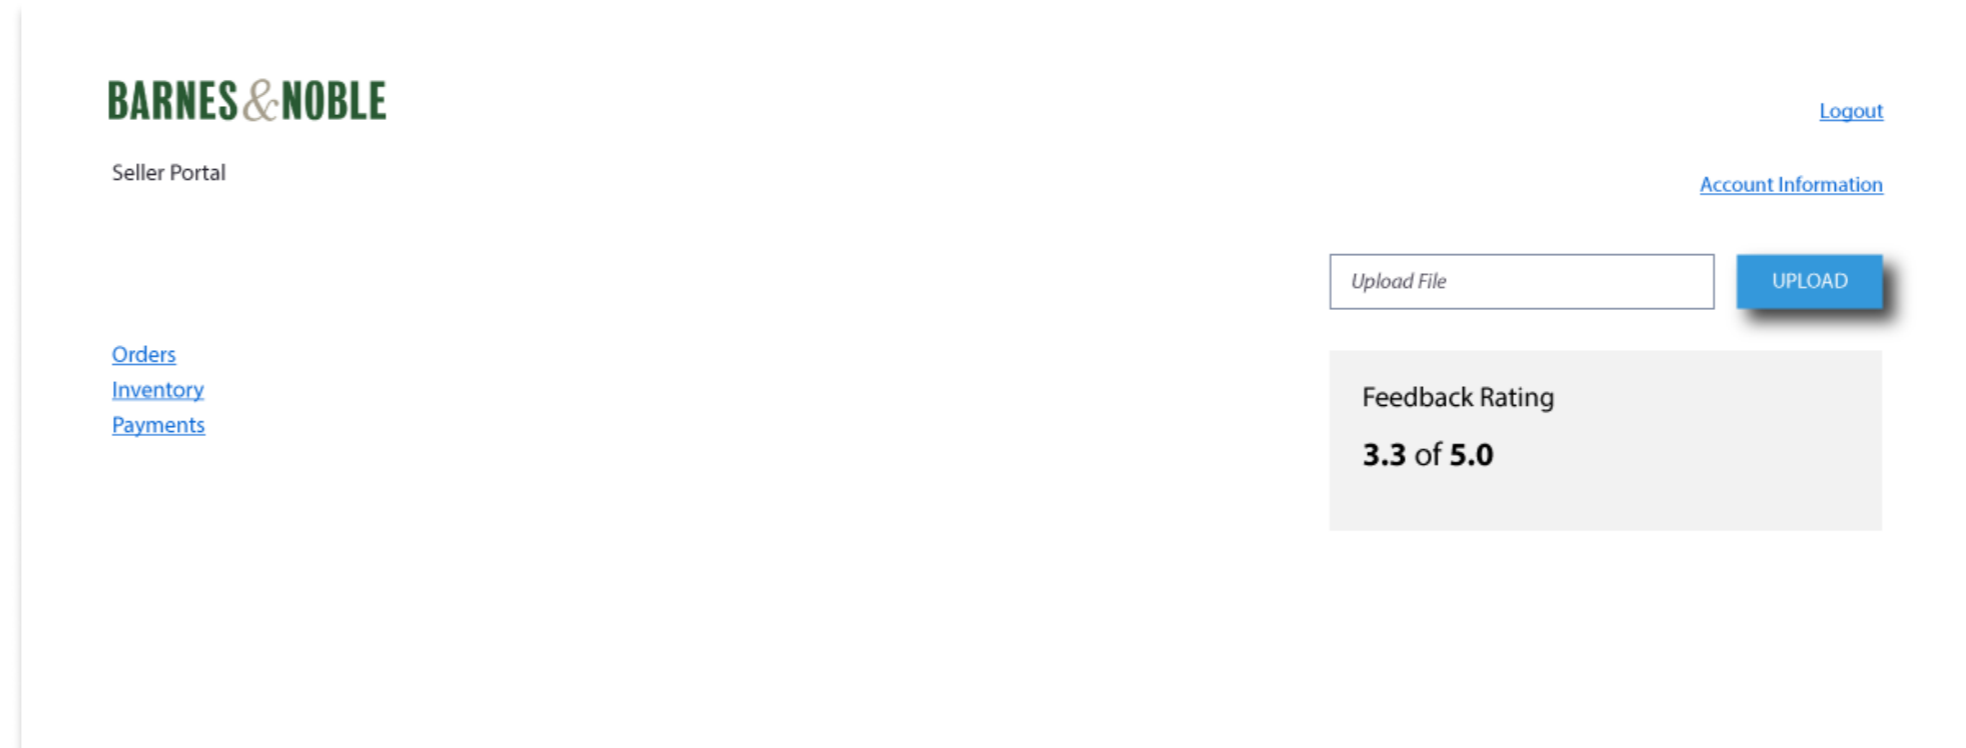 BARNES&NOBLE
Logout
Seller Portal
Account Information
Upload File
UPLOAD
Orders
Inventory
Payments
Feedback Rating
3.3 of 5.0